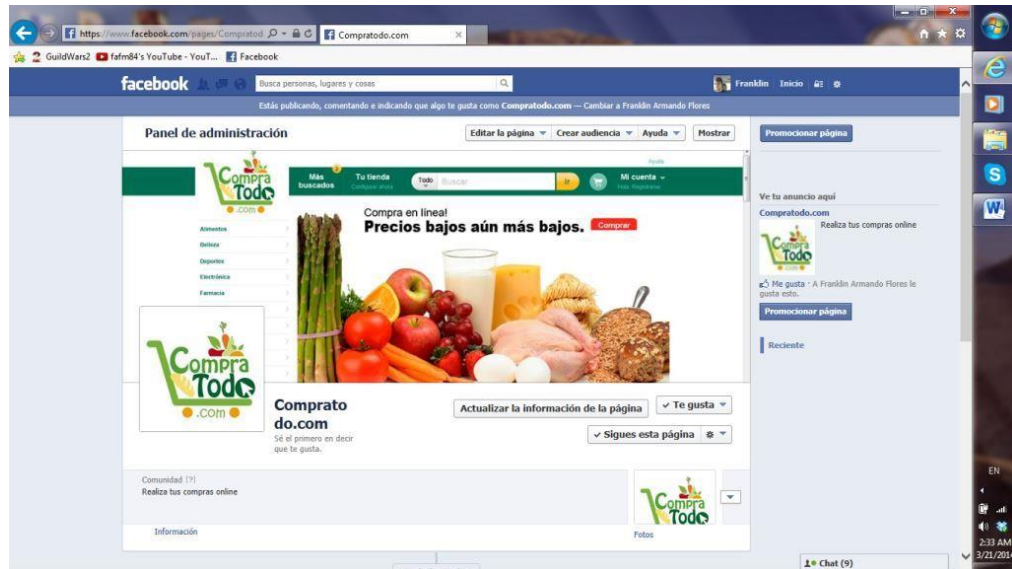 https://www.facebook.com/pages/Compratod
Compratodo.com
GuildWars2
fafm84's YouTube - YouT...
Facebook
facebook
Busca personas, lugares y cosas
Franklin
Inicio
Estás publicando, comentando e indicando que algo te gusta como Compratodo.com — Cambiar a Franklin Armando Flores
Panel de administración
Editar la página
Crear audiencia
Ayuda
Mostrar
Promocionar página
Compra
Todo
.com
Más
buscados
Tu tienda
Todo
Buscar
Ir
Mi cuenta
Ayuda
Compra en línea!
Precios bajos aún más bajos.
Comprar
Alimentos
Belleza
Deportes
Electrónica
Farmacia
Ve tu anuncio aquí
Compratodo.com
Realiza tus compras online
Compra
Todo
.com
Me gusta · A Franklin Armando Flores le
gusta esto.
Promocionar página
Reciente
Compra
Todo
.com
Comprato
do.com
Sé el primero en decir
que te gusta.
Actualizar la información de la página
Te gusta
Sigues esta página
Comunidad [?]
Realiza tus compras online
Compra
Todo
Información
Fotos
Chat (9)
EN
2:33 AM
3/21/2014